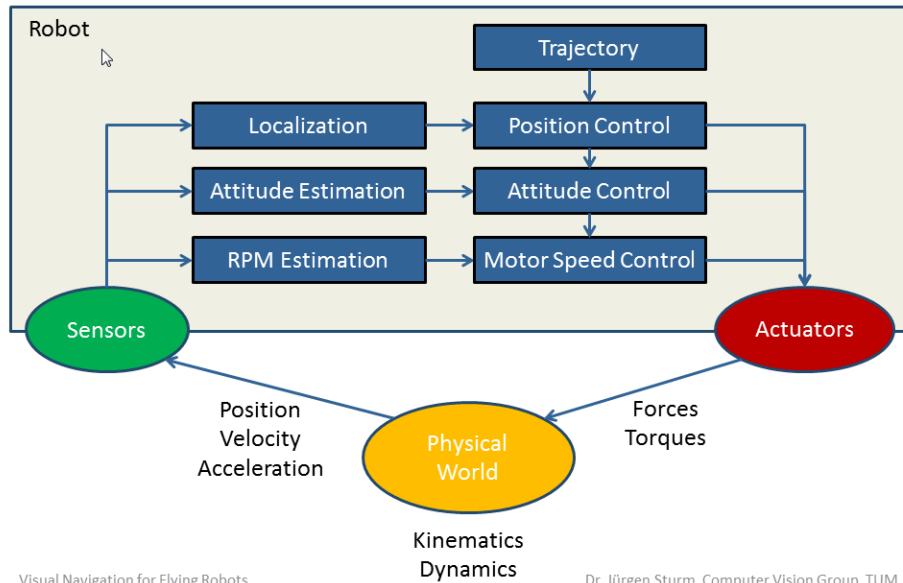 Robot
Trajectory
Localization
Position Control
Attitude Estimation
Attitude Control
RPM Estimation
Motor Speed Control
Sensors
Actuators
Position
Velocity
Acceleration
Forces
Torques
Physical
World
Kinematics
Dynamics
Visual Navigation for Flying Robots
Dr. Jürgen Sturm, Computer Vision Group, TUM